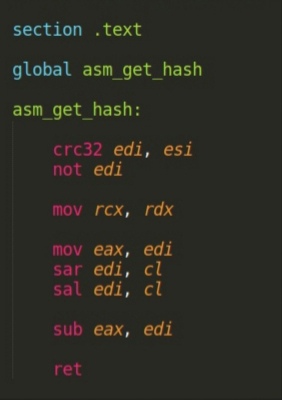 section .text
global asm_get_hash
asm_get_hash:
crc32 edi, esi
not edi
mov rcx, rdx
mov eax, edi
sar edi, cl
sal edi, cl
sub eax, edi
ret